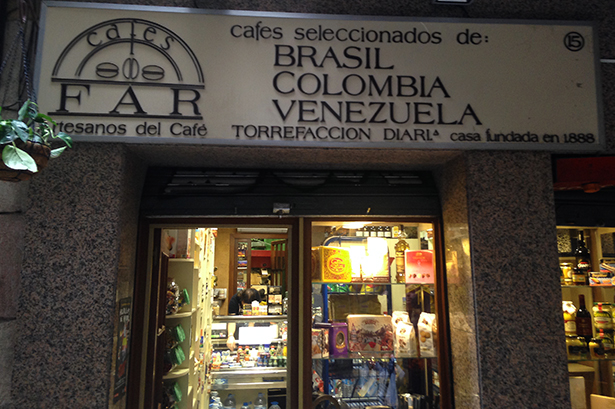 cafes
FAR
artesanos del Café
cafes seleccionados de:
BRASIL
COLOMBIA
VENEZUELA
TORREFACCION DIARIᴬ casa fundada en 1888
15